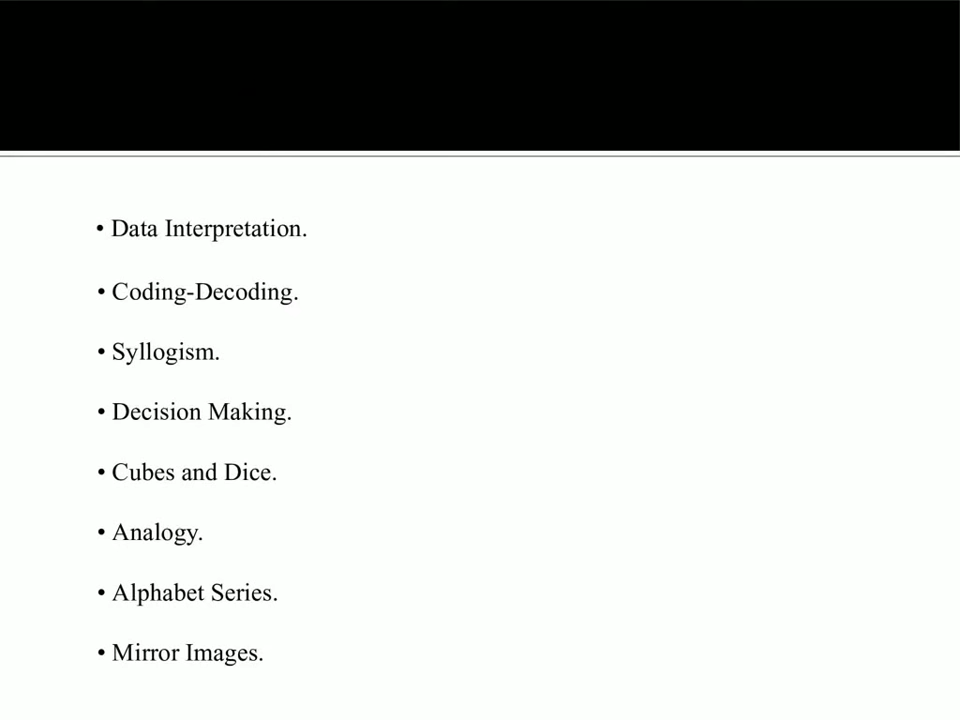 • Data Interpretation.
• Coding-Decoding.
• Syllogism.
• Decision Making.
• Cubes and Dice.
• Analogy.
• Alphabet Series.
• Mirror Images.